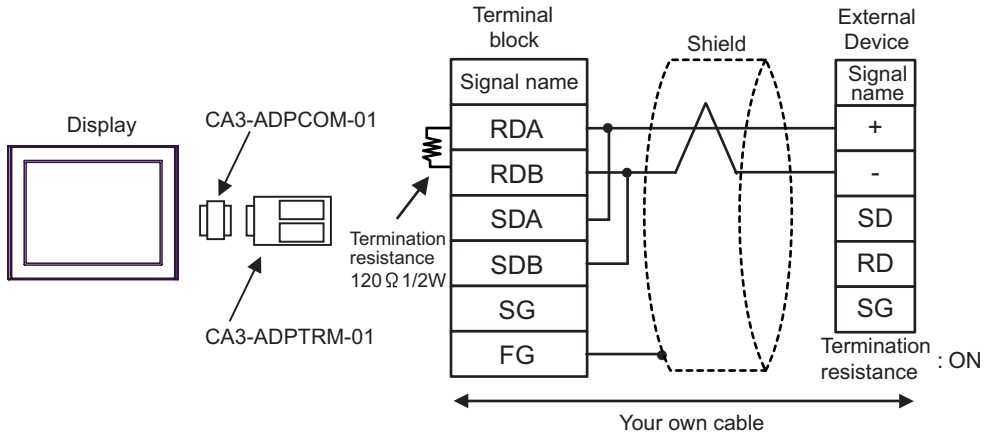 Display
CA3-ADPCOM-01
CA3-ADPTRM-01
Termination
resistance
120Ω 1/2W
Terminal
block
Signal name
RDA
RDB
SDA
SDB
SG
FG
Shield
External
Device
Signal
name
+
-
SD
RD
SG
Termination
resistance : ON
Your own cable